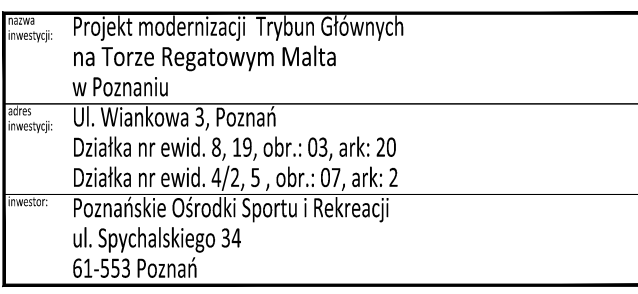 nazwa
inwestycji:
Projekt modernizacji Trybun Głównych
na Torze Regatowym Malta
w Poznaniu
adres
inwestycji:
Ul. Wiankowa 3, Poznań
Działka nr ewid. 8, 19, obr.: 03, ark: 20
Działka nr ewid. 4/2, 5 , obr.: 07, ark: 2
inwestor:
Poznańskie Ośrodki Sportu i Rekreacji
ul. Spychalskiego 34
61-553 Poznań